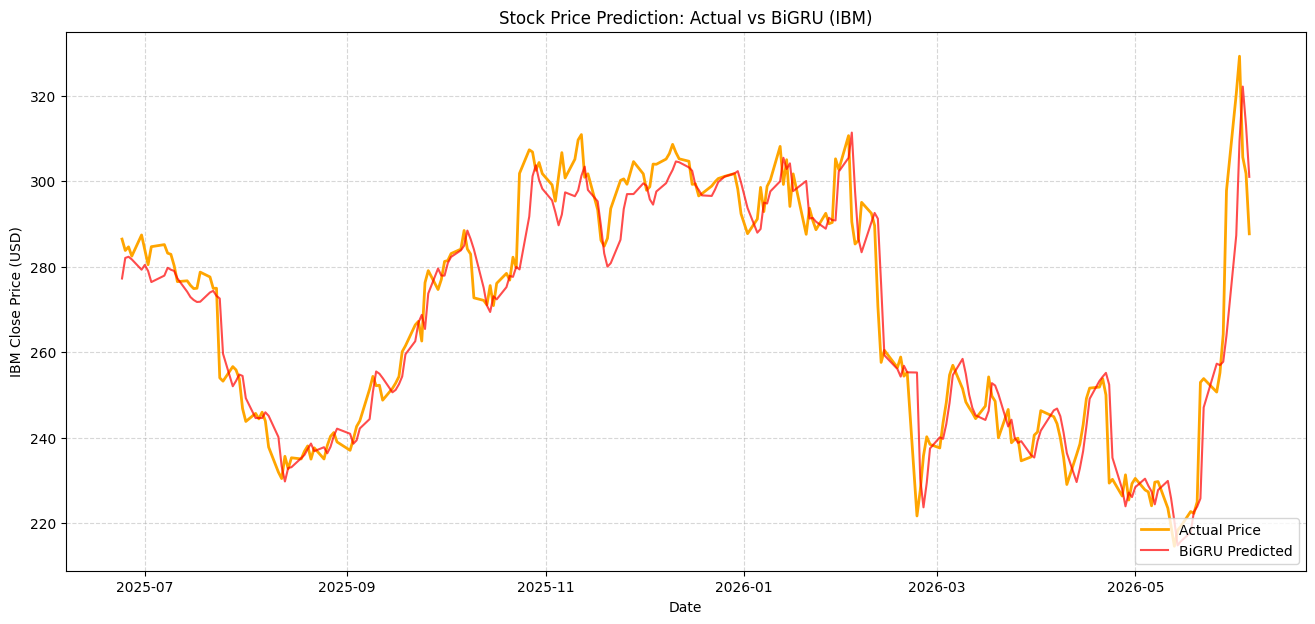 Stock Price Prediction: Actual vs BiGRU (IBM)
IBM Close Price (USD)
320
300
280
260
240
220
Actual Price
BiGRU Predicted
2025-07
2025-09
2025-11
2026-01
2026-03
2026-05
Date